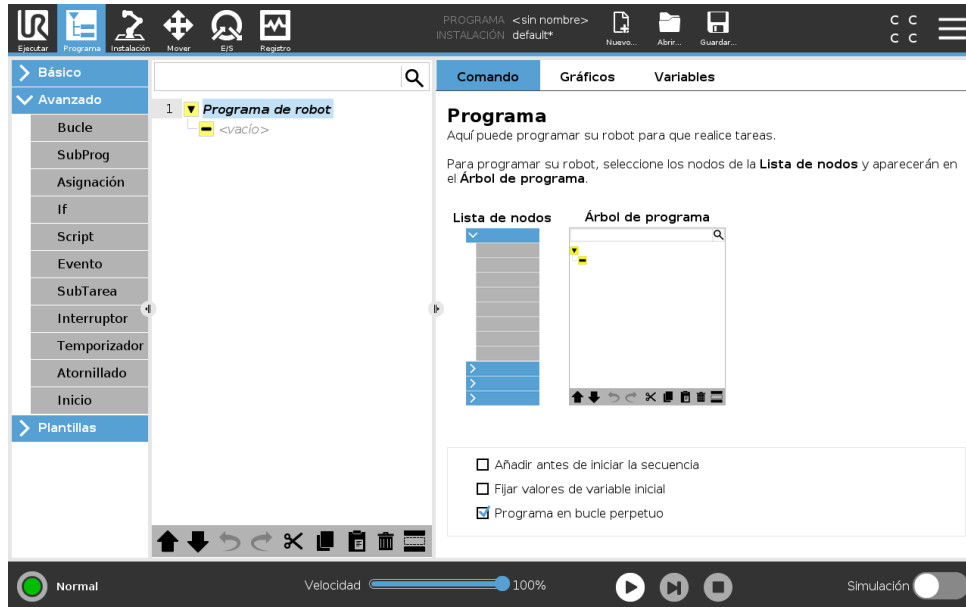 UR
PROGRAMA <sin nombre>
INSTALACIÓN default*
Ejecutar Programa Instalación Mover E/S Registro
Nuevo... Abrir... Guardar...
C C
C C
Básico
Avanzado
Bucle
SubProg
Asignación
If
Script
Evento
SubTarea
Interruptor
Temporizador
Atornillado
Inicio
Plantillas
1 Programa de robot
<vacío>
Comando Gráficos Variables
Programa
Aquí puede programar su robot para que realice tareas.
Para programar su robot, seleccione los nodos de la Lista de nodos y aparecerán en
el Árbol de programa.
Lista de nodos Árbol de programa
Añadir antes de iniciar la secuencia
Fijar valores de variable inicial
Programa en bucle perpetuo
Normal Velocidad 100% Simulación